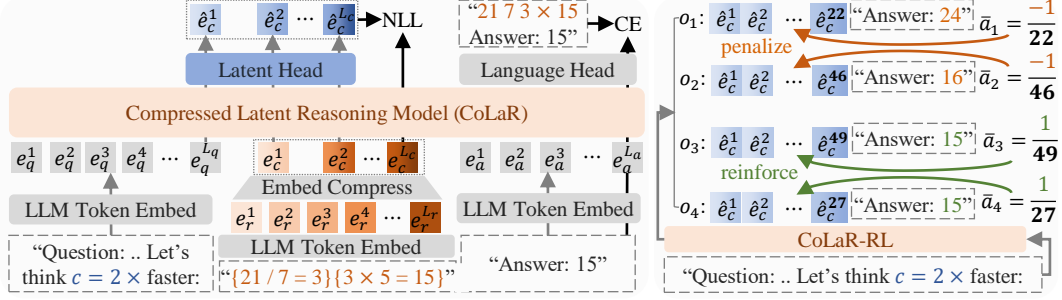 ê_c^1 ê_c^2 ··· ê_c^{L_c} NLL
"21 7 3 × 15
Answer: 15" CE
Latent Head Language Head
Compressed Latent Reasoning Model (CoLaR)
e_q^1 e_q^2 e_q^3 e_q^4 ··· e_q^{L_q} e_c^1 e_c^2 ··· e_c^{L_c} e_a^1 e_a^2 e_a^3 ··· e_a^{L_a}
Embed Compress
LLM Token Embed e_r^1 e_r^2 e_r^3 e_r^4 ··· e_r^{L_r} LLM Token Embed
LLM Token Embed
"Question: .. Let's
think c = 2 × faster:
"{21 / 7 = 3}{3 × 5 = 15}"
"Answer: 15"
o_1: ê_c^1 ê_c^2 ··· ê_c^{22} "Answer: 24" ā_1 = −1/22
penalize
o_2: ê_c^1 ê_c^2 ··· ê_c^{46} "Answer: 16" ā_2 = −1/46
o_3: ê_c^1 ê_c^2 ··· ê_c^{49} "Answer: 15" ā_3 = 1/49
reinforce
o_4: ê_c^1 ê_c^2 ··· ê_c^{27} "Answer: 15" ā_4 = 1/27
CoLaR-RL
"Question: .. Let's think c = 2 × faster: